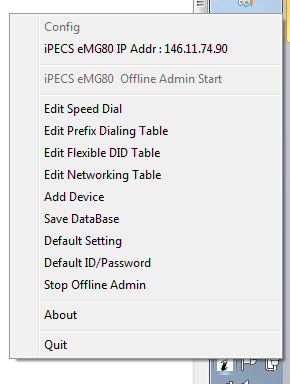 Config
iPECS eMG80 IP Addr : 146.11.74.90
iPECS eMG80  Offline Admin Start
Edit Speed Dial
Edit Prefix Dialing Table
Edit Flexible DID Table
Edit Networking Table
Add Device
Save DataBase
Default Setting
Default ID/Password
Stop Offline Admin
About
Quit